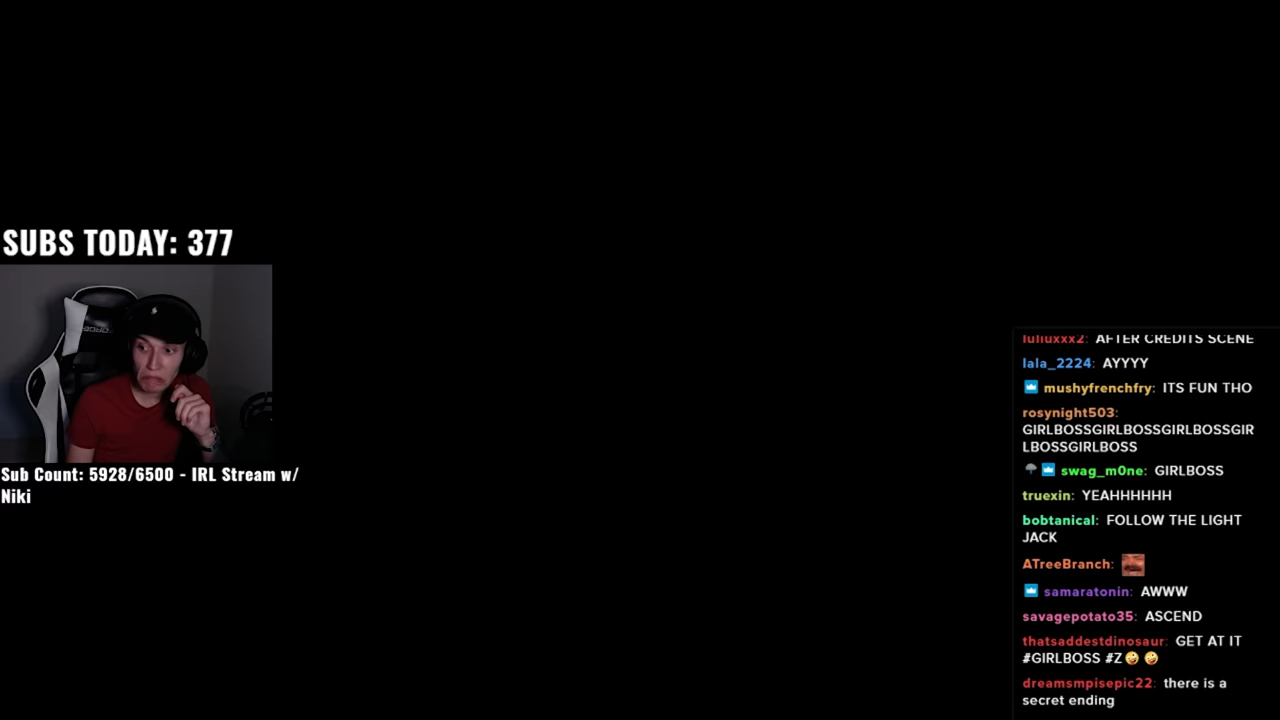 SUBS TODAY: 377
Sub Count: 5928/6500 - IRL Stream w/
Niki
luliuxxx2: AFTER CREDITS SCENE
lala_2224: AYYYY
mushyfrenchfry: ITS FUN THO
rosynight503:
GIRLBOSSGIRLBOSSGIRLBOSSGIR
LBOSSGIRLBOSS
swag_m0ne: GIRLBOSS
truexin: YEAHHHHHH
bobtanical: FOLLOW THE LIGHT
JACK
ATreeBranch:
samaratonin: AWWW
savagepotato35: ASCEND
thatsaddestdinosaur: GET AT IT
#GIRLBOSS #Z🤪 🤪
dreamsmpisepic22: there is a
secret ending